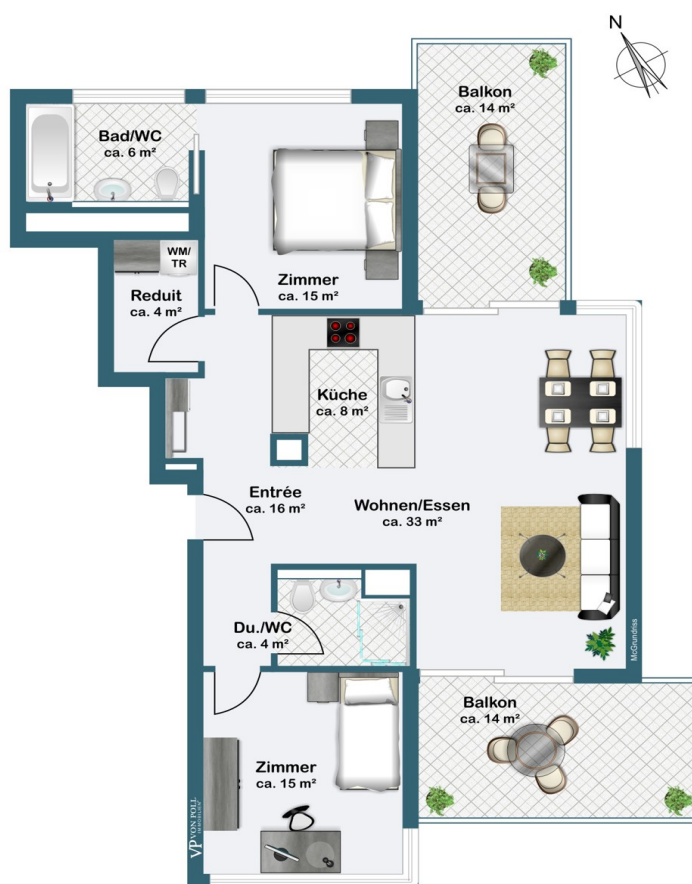 N
Balkon
ca. 14 m²
Bad/WC
ca. 6 m²
WM/
TR
Zimmer
ca. 15 m²
Reduit
ca. 4 m²
Küche
ca. 8 m²
Entrée
ca. 16 m²
Wohnen/Essen
ca. 33 m²
Du./WC
ca. 4 m²
McGrundriss
Balkon
ca. 14 m²
Zimmer
ca. 15 m²
VP VON POLL
IMMOBILIEN